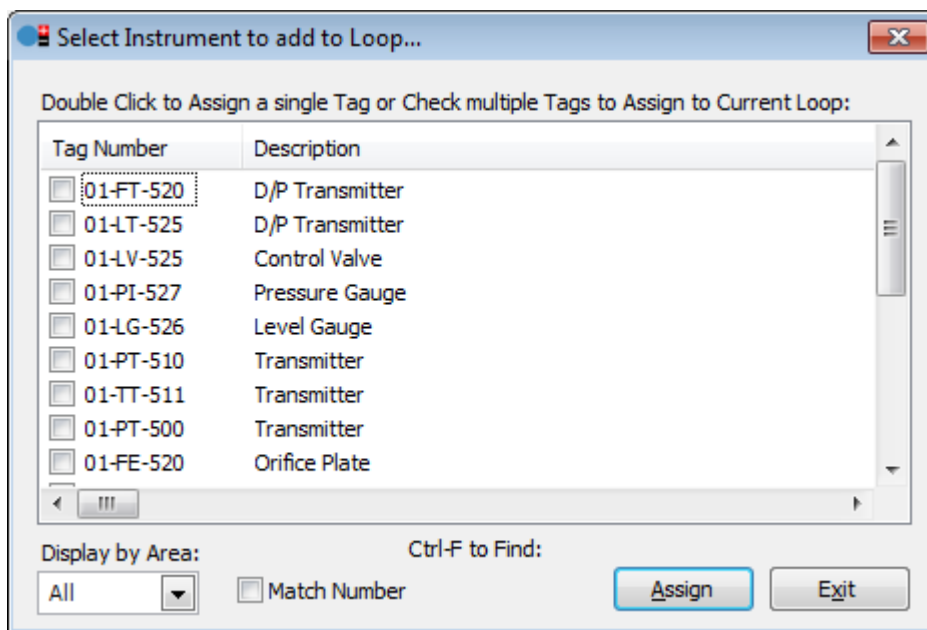 Select Instrument to add to Loop...
Double Click to Assign a single Tag or Check multiple Tags to Assign to Current Loop:
Tag Number Description
01-FT-520 D/P Transmitter
01-LT-525 D/P Transmitter
01-LV-525 Control Valve
01-PI-527 Pressure Gauge
01-LG-526 Level Gauge
01-PT-510 Transmitter
01-TT-511 Transmitter
01-PT-500 Transmitter
01-FE-520 Orifice Plate
Display by Area: Ctrl-F to Find:
All Match Number Assign Exit